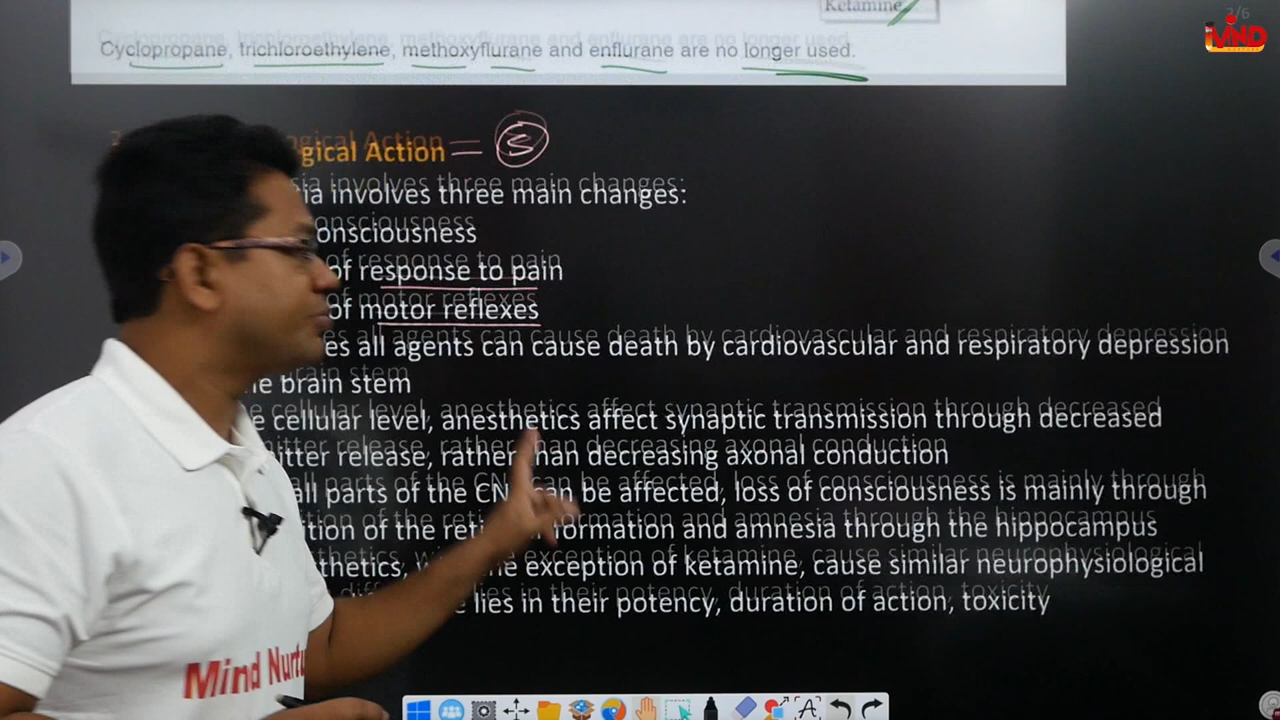 Ketamine
2/6
MIND
Cyclopropane, trichloroethylene, methoxyflurane and enflurane are no longer used.
gical Action = 3
ia involves three main changes:
onsciousness
of response to pain
of motor reflexes
es all agents can cause death by cardiovascular and respiratory depression
he brain stem
e cellular level, anesthetics affect synaptic transmission through decreased
itter release, rather than decreasing axonal conduction
all parts of the CN can be affected, loss of consciousness is mainly through
tion of the reti formation and amnesia through the hippocampus
thetics, w he exception of ketamine, cause similar neurophysiological
e lies in their potency, duration of action, toxicity
Mind Nurtu